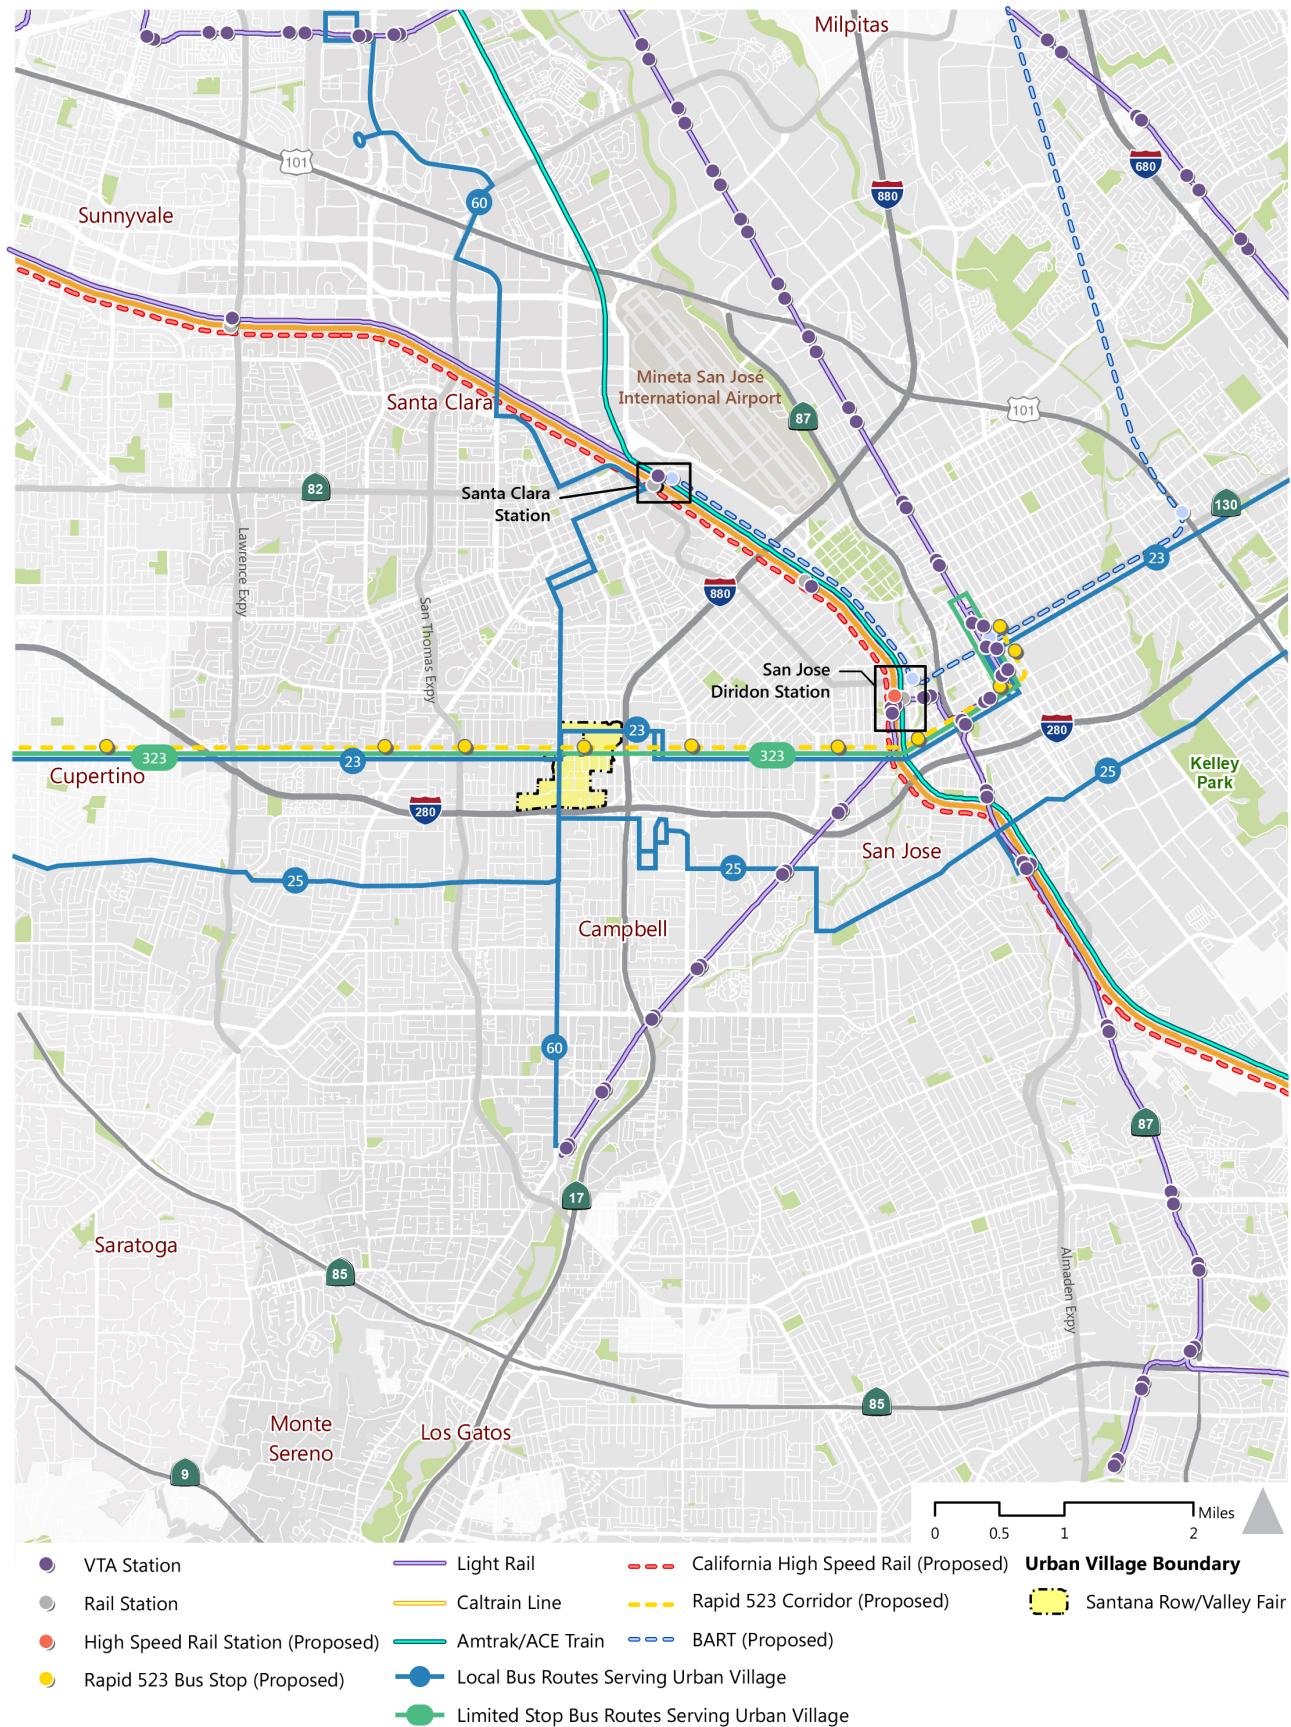 Milpitas
101
680
880
60
Sunnyvale
Mineta San José
International Airport
Santa Clara
87
101
82
Santa Clara
Station
130
Lawrence Expy
23
San Thomas Expy
880
San Jose
Diridon Station
23
280
323
23
323
Cupertino
25
Kelley
Park
280
San Jose
25
25
Campbell
60
87
17
Saratoga
85
Almaden Expy
85
Monte
Sereno
Los Gatos
9
Miles
0 0.5 1 2
VTA Station
Rail Station
High Speed Rail Station (Proposed)
Rapid 523 Bus Stop (Proposed)
Light Rail
Caltrain Line
Amtrak/ACE Train
Local Bus Routes Serving Urban Village
Limited Stop Bus Routes Serving Urban Village
California High Speed Rail (Proposed)
Rapid 523 Corridor (Proposed)
BART (Proposed)
Urban Village Boundary
Santana Row/Valley Fair